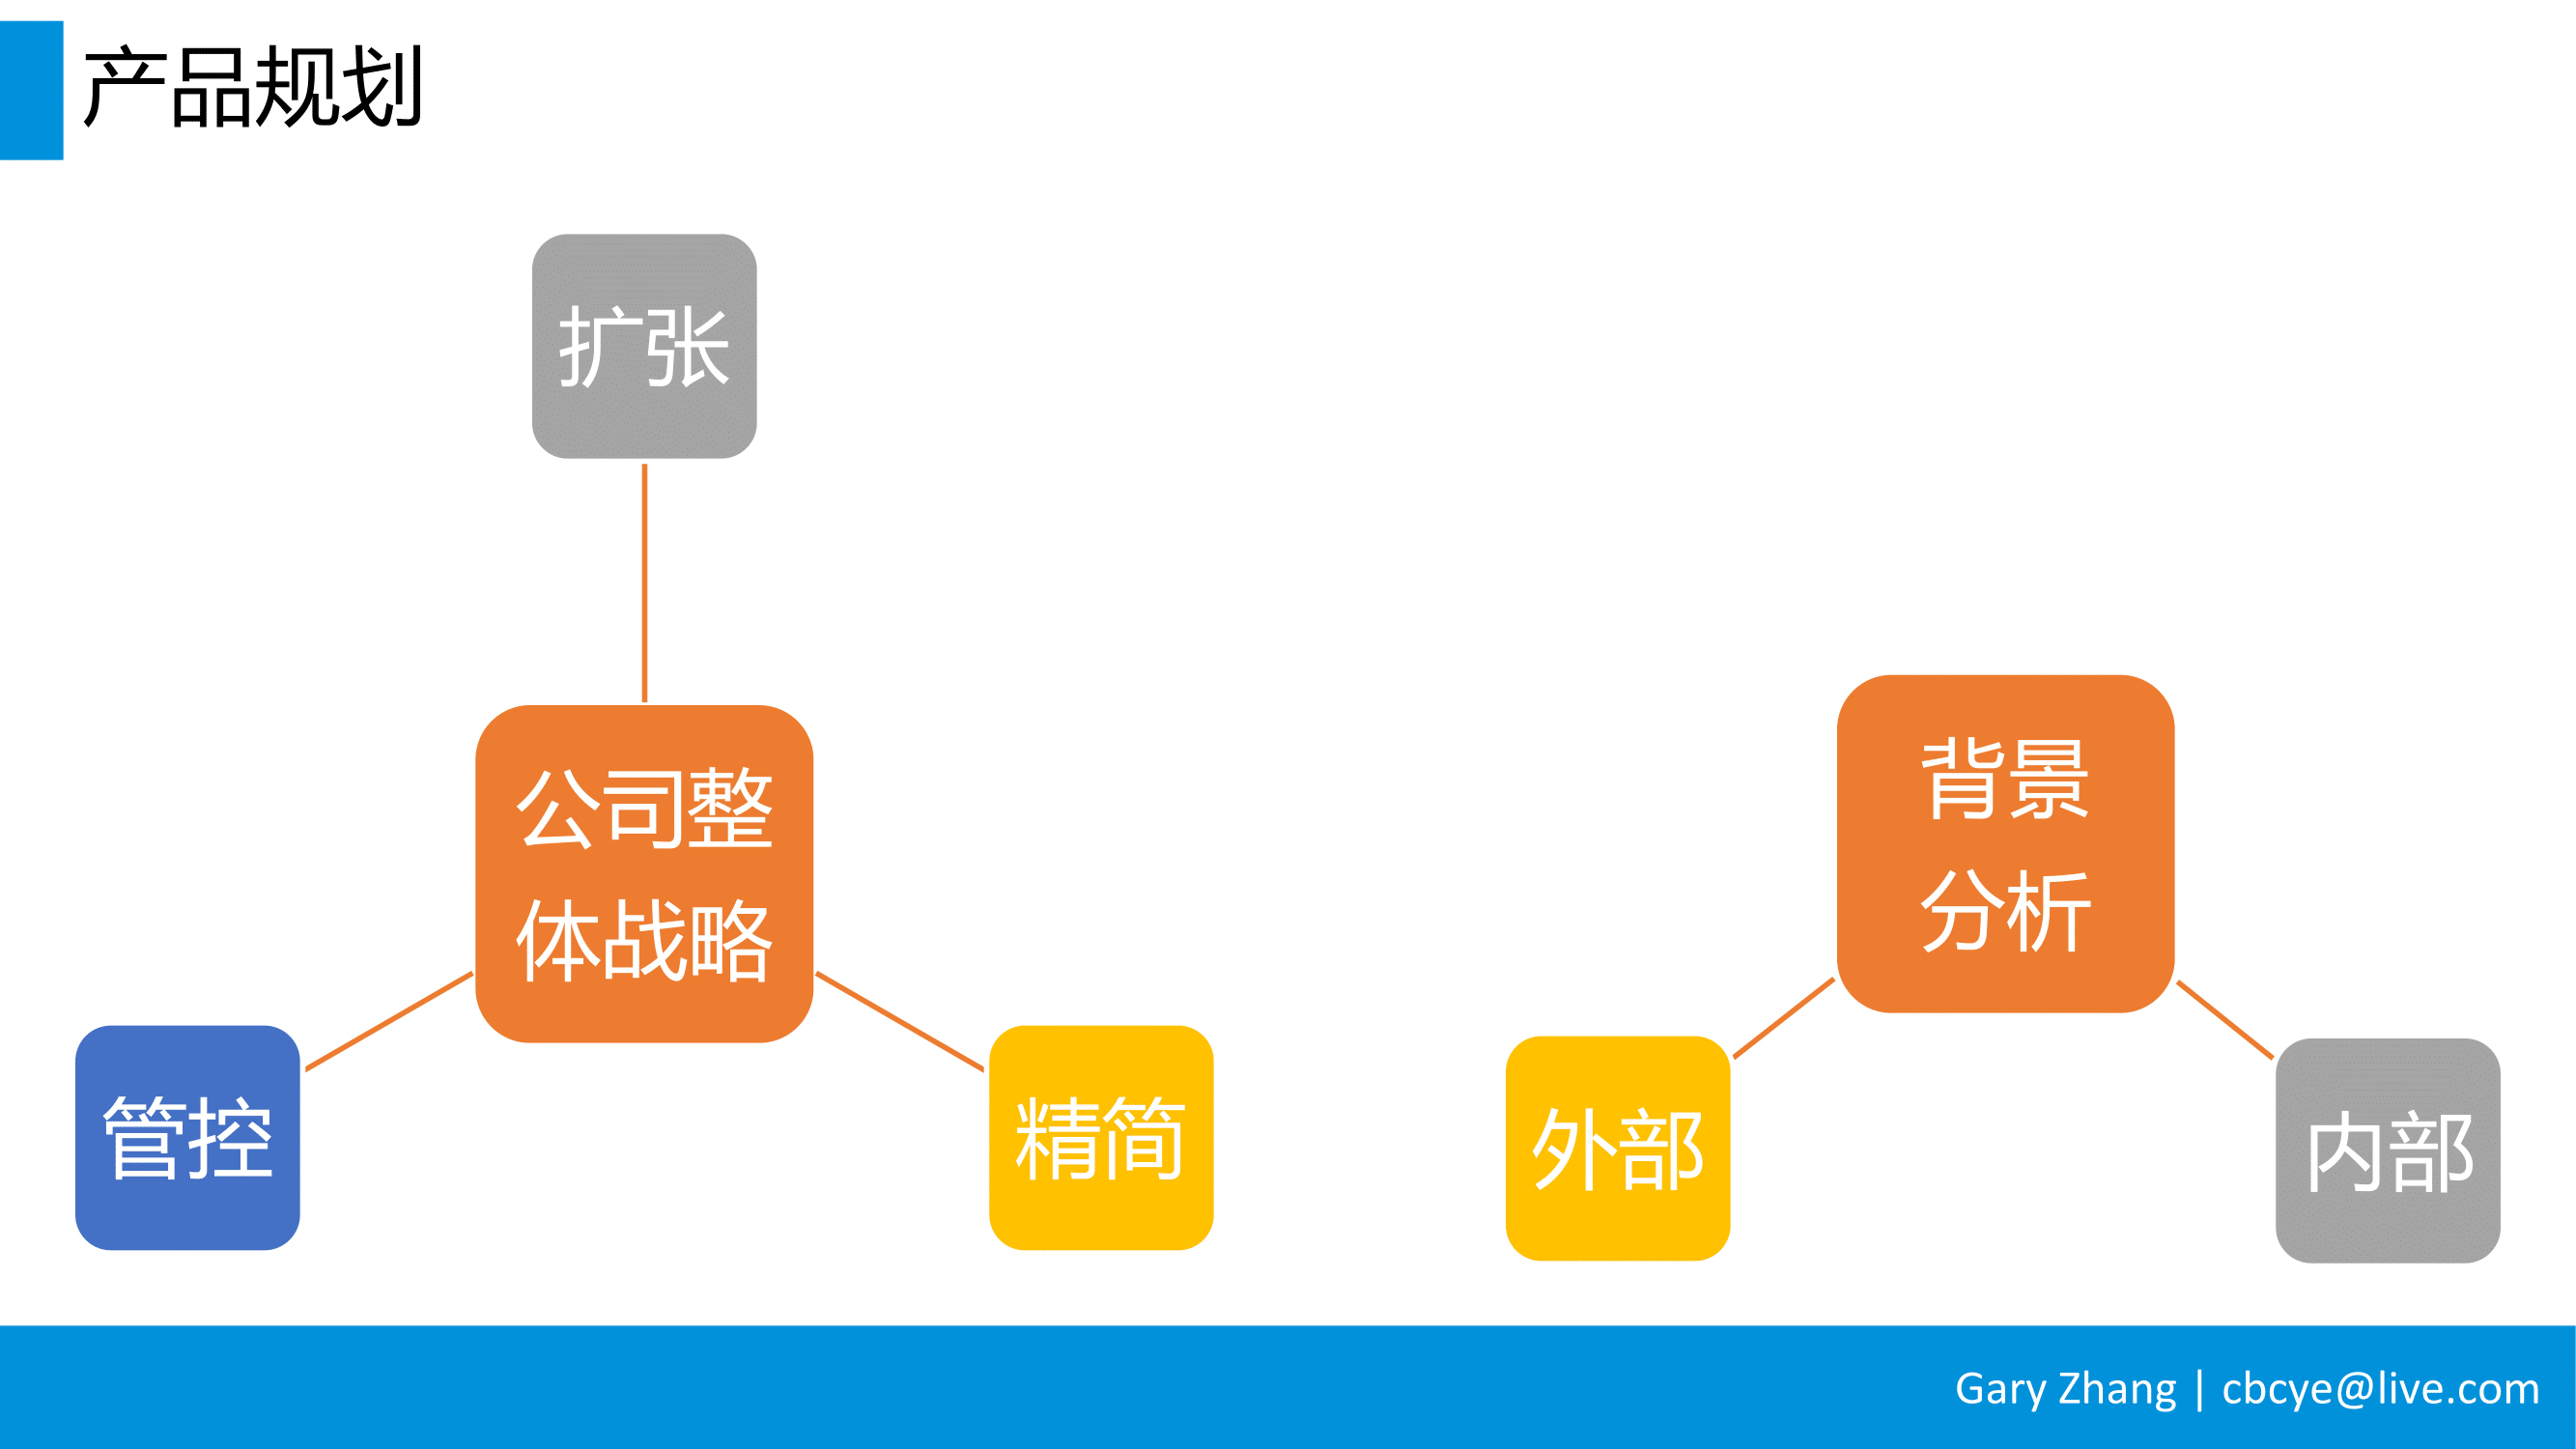 产品规划
扩张
公司整
体战略
管控
精简
背景
分析
外部
内部
Gary Zhang | cbcye@live.com